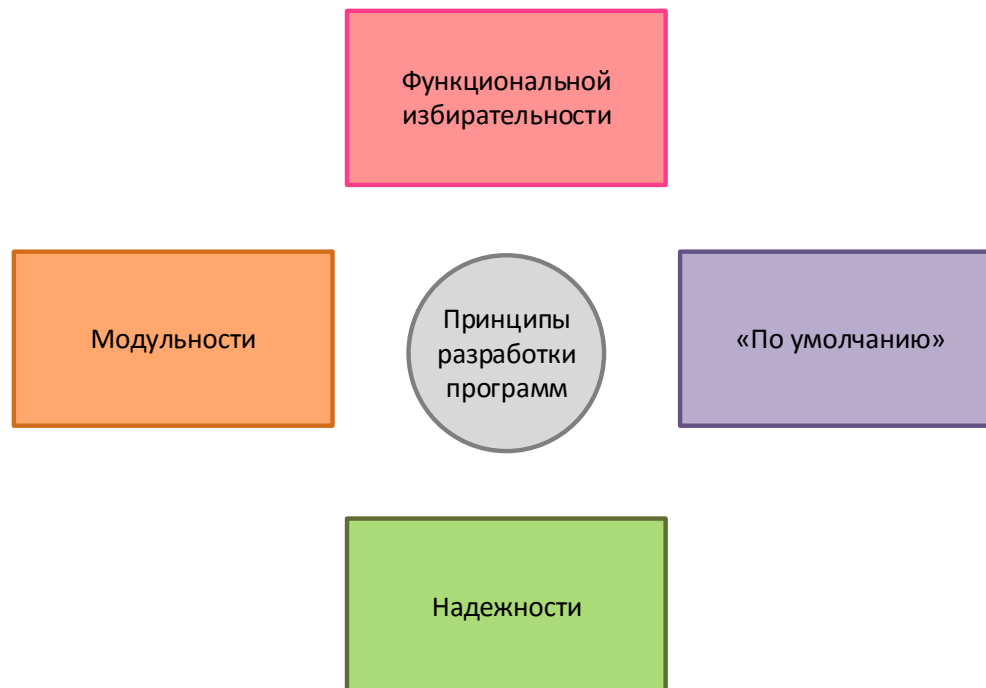 Функциональной
избирательности
Модульности
Принципы
разработки
программ
«По умолчанию»
Надежности